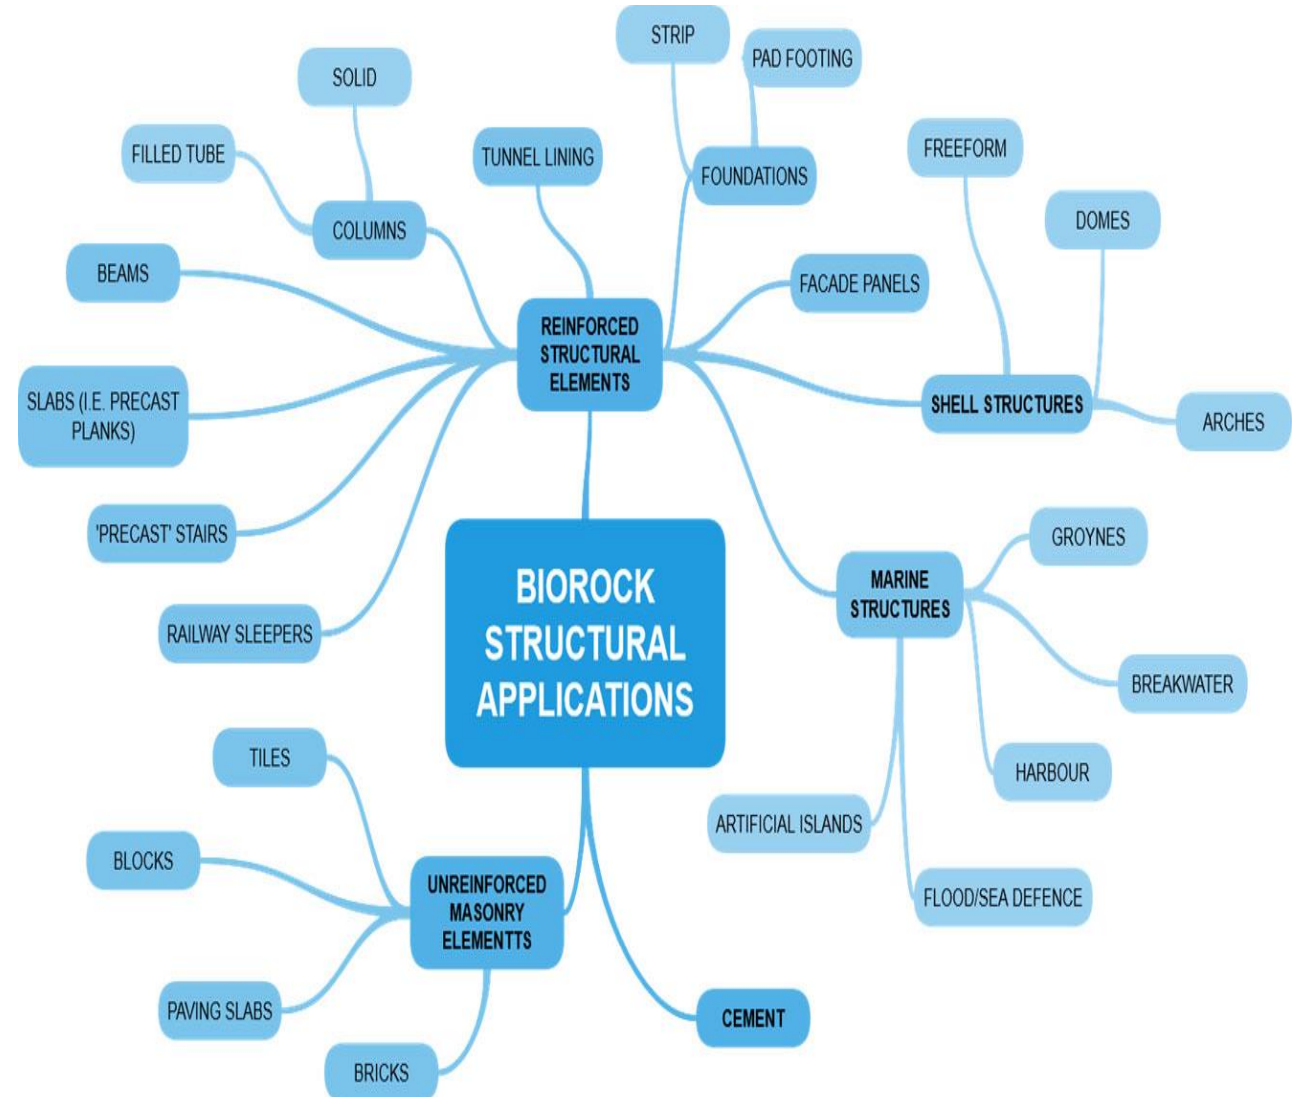 STRIP
PAD FOOTING
SOLID
FILLED TUBE
TUNNEL LINING
FOUNDATIONS
FREEFORM
COLUMNS
DOMES
BEAMS
FACADE PANELS
REINFORCED
STRUCTURAL
ELEMENTS
SLABS (I.E. PRECAST
PLANKS)
SHELL STRUCTURES
ARCHES
'PRECAST' STAIRS
GROYNES
BIOROCK
STRUCTURAL
APPLICATIONS
MARINE
STRUCTURES
RAILWAY SLEEPERS
BREAKWATER
TILES
HARBOUR
ARTIFICIAL ISLANDS
BLOCKS
UNREINFORCED
MASONRY
ELEMENTTS
FLOOD/SEA DEFENCE
PAVING SLABS
CEMENT
BRICKS